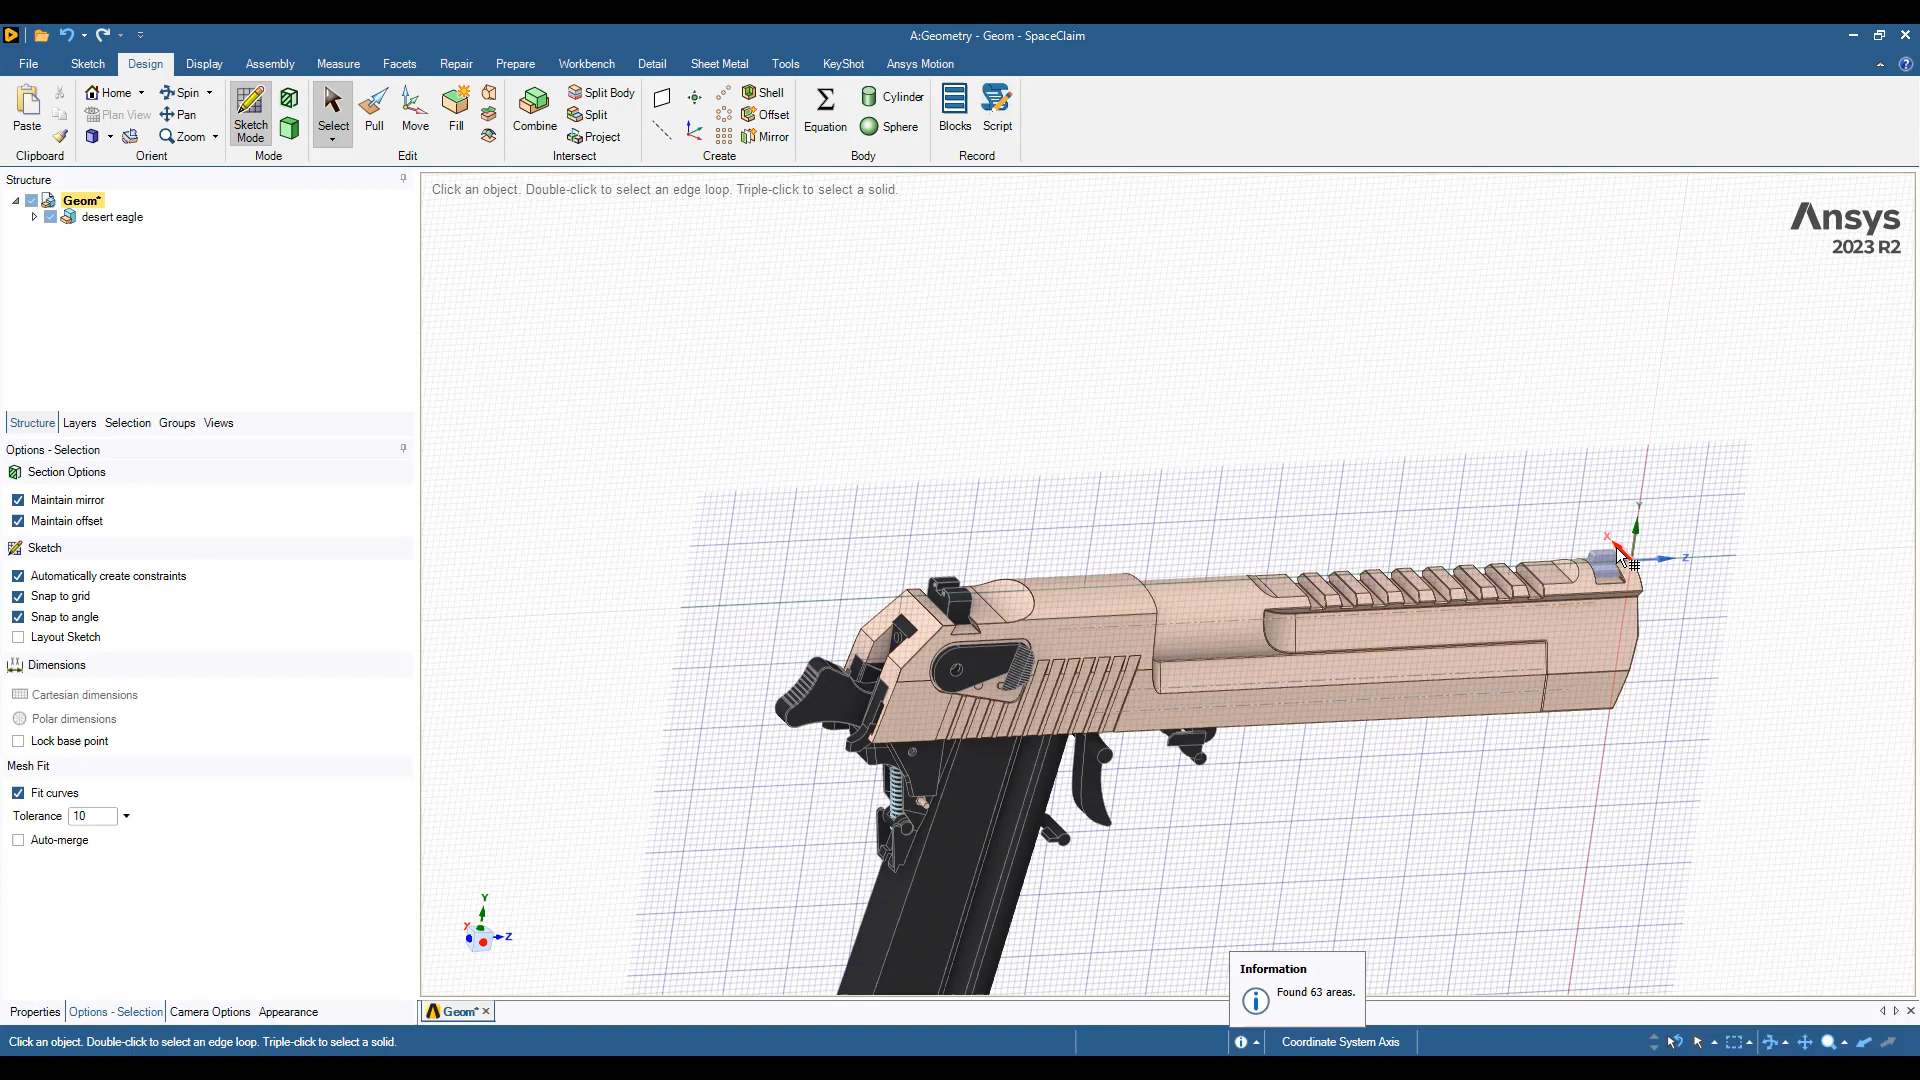 A:Geometry - Geom - SpaceClaim
File Sketch Design Display Assembly Measure Facets Repair Prepare Workbench Detail Sheet Metal Tools KeyShot Ansys Motion
Home Spin Split Body Shell Cylinder
Plan View Pan Split Offset Sphere
Zoom Project Mirror
Paste Sketch Mode Select Pull Move Fill Combine Equation Blocks Script
Clipboard Orient Mode Edit Intersect Create Body Record
Structure
Geom*
desert eagle
Structure Layers Selection Groups Views
Options - Selection
Section Options
Maintain mirror
Maintain offset
Sketch
Automatically create constraints
Snap to grid
Snap to angle
Layout Sketch
Dimensions
Cartesian dimensions
Polar dimensions
Lock base point
Mesh Fit
Fit curves
Tolerance 10
Auto-merge
Properties Options - Selection Camera Options Appearance
Click an object. Double-click to select an edge loop. Triple-click to select a solid.
Ansys
2023 R2
Y
X
Z
Y
X
Z
Information
Found 63 areas.
Geom*
Click an object. Double-click to select an edge loop. Triple-click to select a solid.
Coordinate System Axis